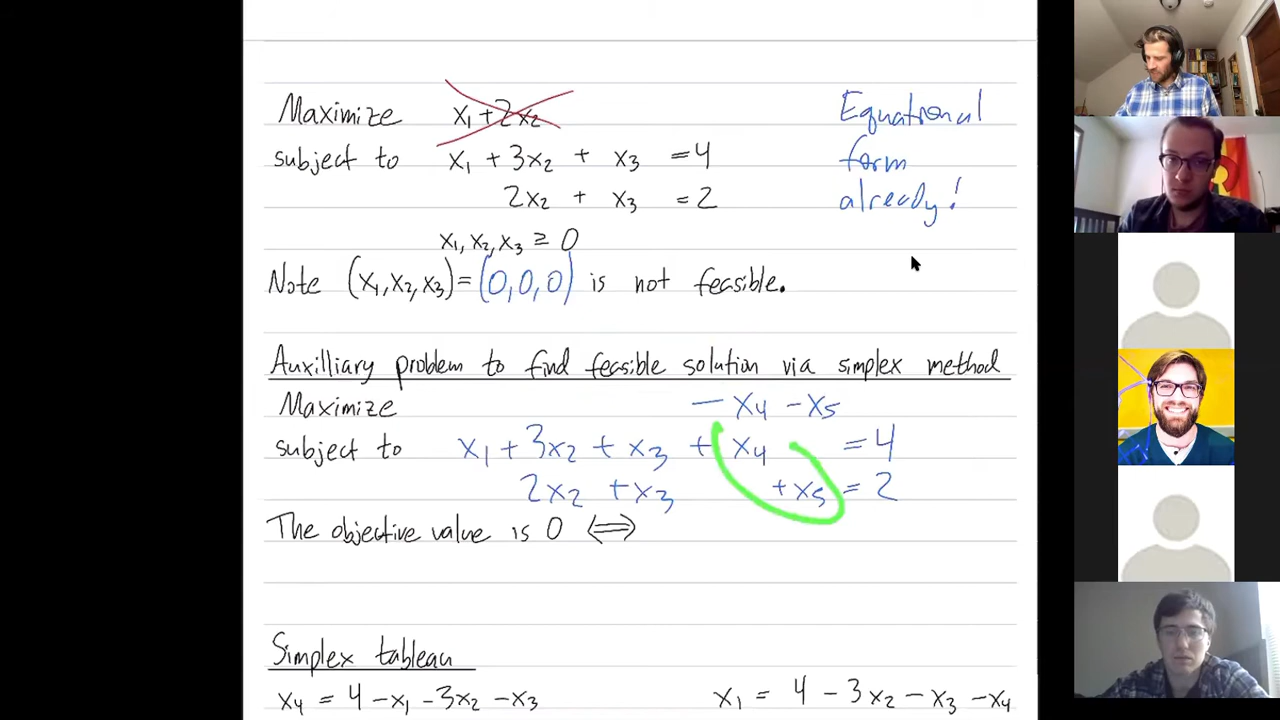 Maximize x₁ + 2x₂
subject to x₁ + 3x₂ + x₃ = 4
2x₂ + x₃ = 2
x₁, x₂, x₃ ≥ 0
Equational
form
already!
Note (x₁, x₂, x₃) = (0, 0, 0) is not feasible.
Auxilliary problem to find feasible solution via simplex method
Maximize − x₄ − x₅
subject to x₁ + 3x₂ + x₃ + x₄ = 4
2x₂ + x₃ + x₅ = 2
The objective value is 0 ⟺
Simplex tableau
x₄ = 4 − x₁ − 3x₂ − x₃
x₁ = 4 − 3x₂ − x₃ − x₄